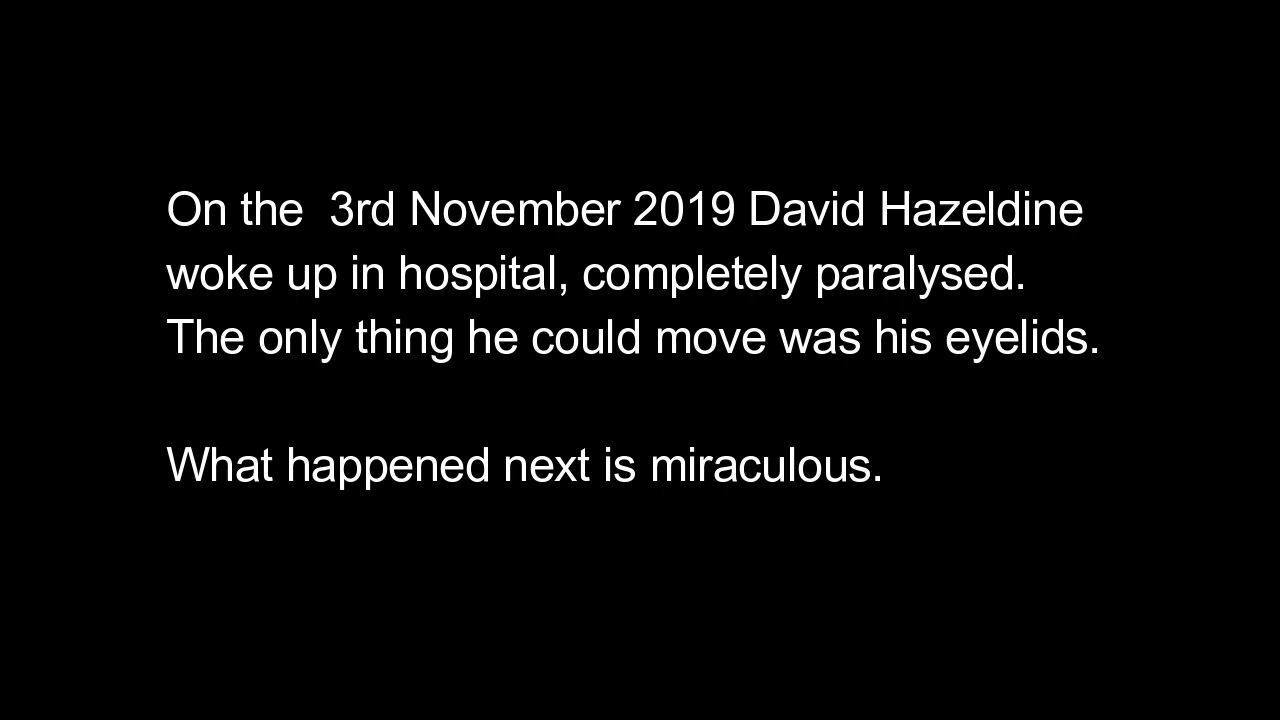 On the  3rd November 2019 David Hazeldine
woke up in hospital, completely paralysed.
The only thing he could move was his eyelids.
What happened next is miraculous.